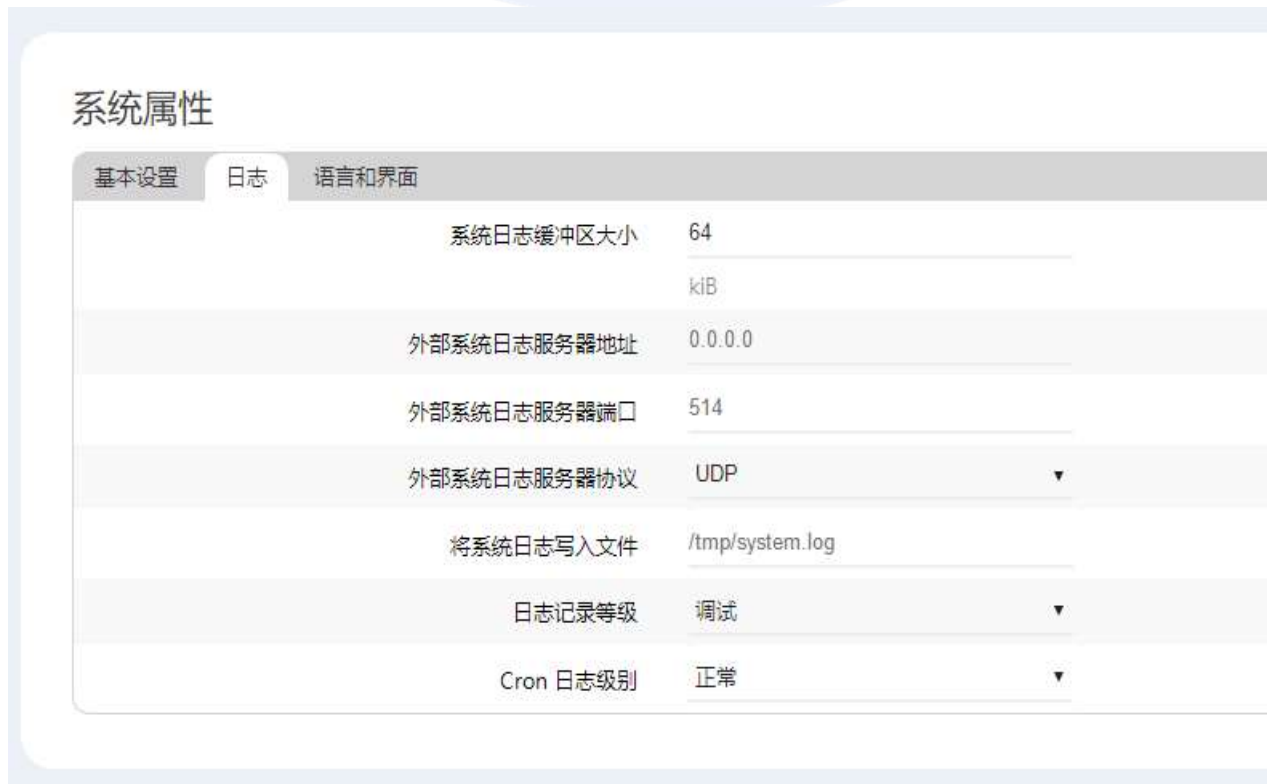 系统属性
基本设置 日志 语言和界面
系统日志缓冲区大小 64
kiB
外部系统日志服务器地址 0.0.0.0
外部系统日志服务器端口 514
外部系统日志服务器协议 UDP
将系统日志写入文件 /tmp/system.log
日志记录等级 调试
Cron 日志级别 正常